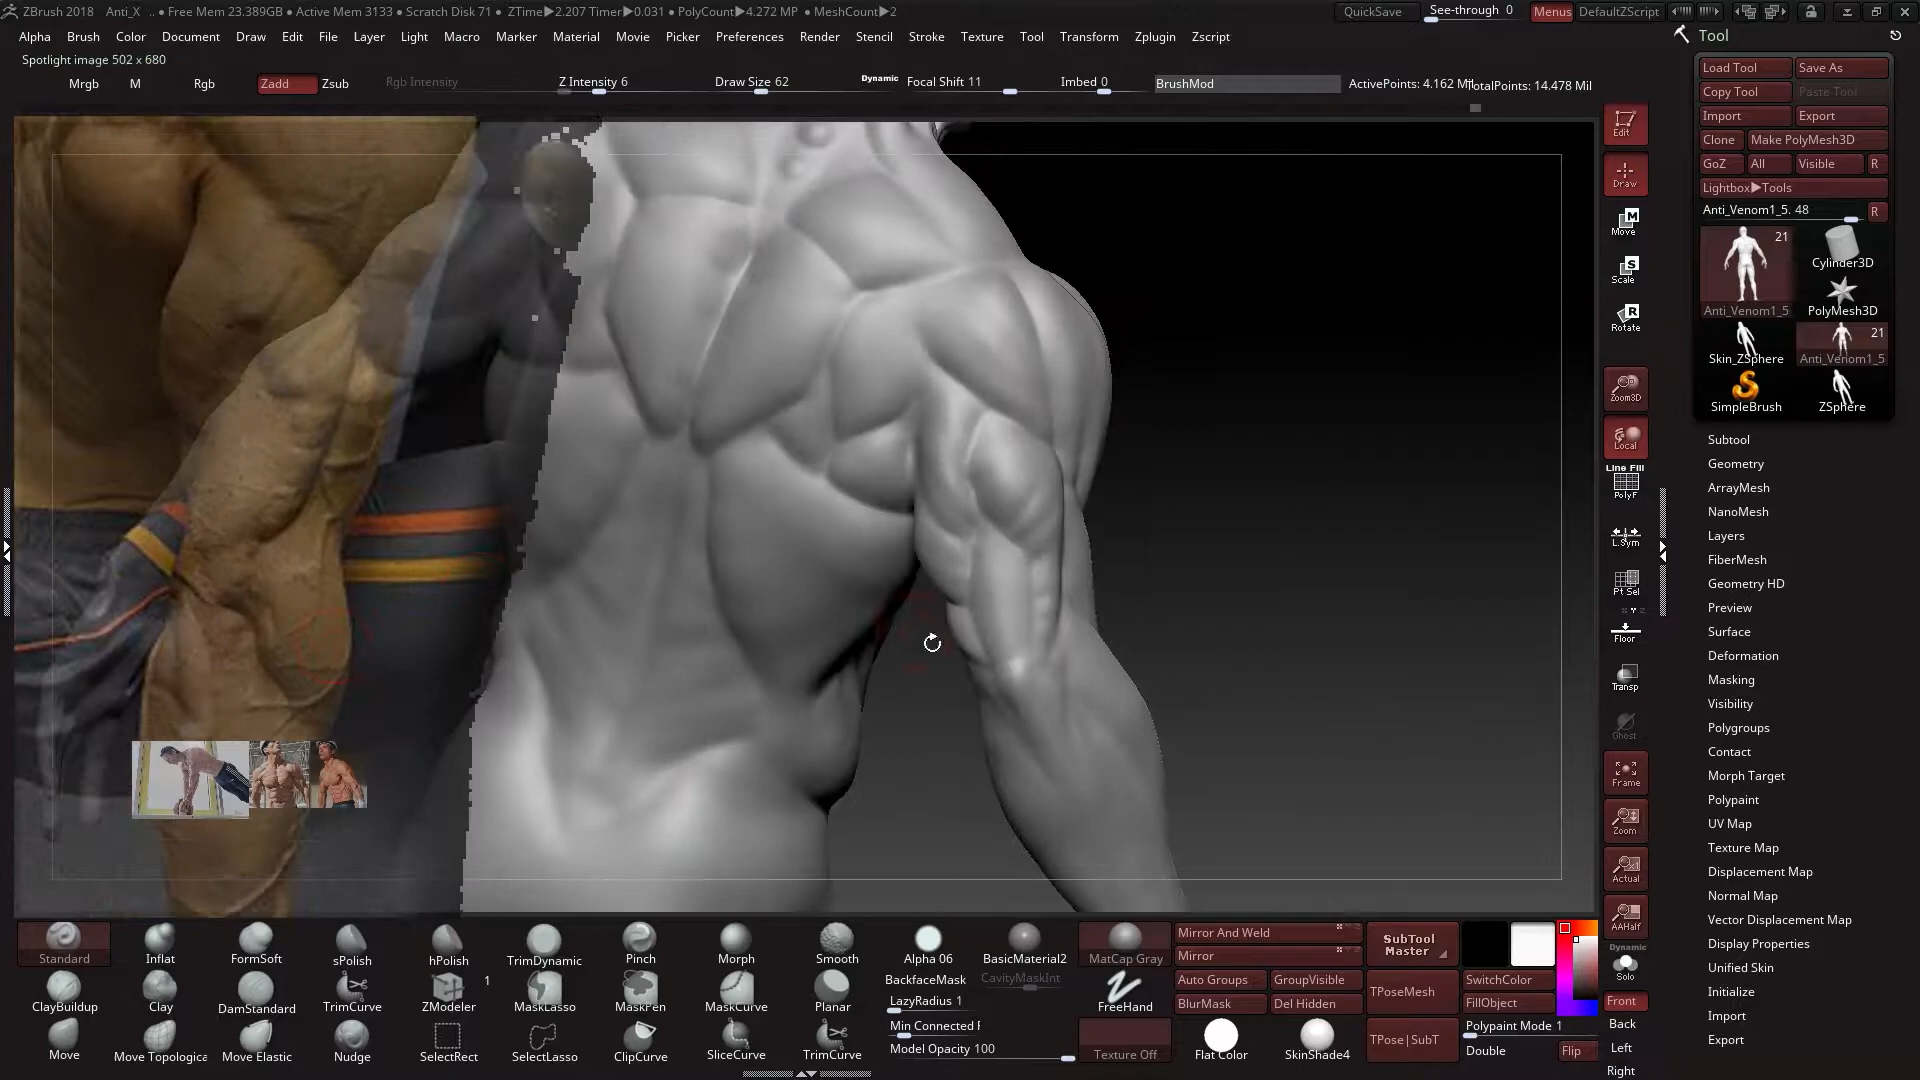 ZBrush 2018 Anti_X .. ● Free Mem 23.389GB ● Active Mem 3133 ● Scratch Disk 71 ● ZTime▶2.207 Timer▶0.031 ● PolyCount▶4.272 MP ● MeshCount▶2 QuickSave See-through 0 Menus DefaultZScript
Alpha Brush Color Document Draw Edit File Layer Light Macro Marker Material Movie Picker Preferences Render Stencil Stroke Texture Tool Transform Zplugin Zscript
Spotlight image 502 x 680
Mrgb M Rgb Zadd Zsub Rgb Intensity Z Intensity 6 Draw Size 62 Dynamic Focal Shift 11 Imbed 0 BrushMod ActivePoints: 4.162 Mil TotalPoints: 14.478 Mil
Edit
Draw
Move
Scale
Rotate
Zoom3D
Local
Line Fill
PolyF
L.Sym
Pt Sel
Floor
Transp
Ghost
Frame
Zoom
Actual
AAHalf
Dynamic
Solo
Front
Back
Left
Right
Tool
Load Tool Save As
Copy Tool Paste Tool
Import Export
Clone Make PolyMesh3D
GoZ All Visible R
Lightbox▶Tools
Anti_Venom1_5. 48 R
21
Cylinder3D
Anti_Venom1_5 PolyMesh3D
21
Skin_ZSphere Anti_Venom1_5
SimpleBrush ZSphere
Subtool
Geometry
ArrayMesh
NanoMesh
Layers
FiberMesh
Geometry HD
Preview
Surface
Deformation
Masking
Visibility
Polygroups
Contact
Morph Target
Polypaint
UV Map
Texture Map
Displacement Map
Normal Map
Vector Displacement Map
Display Properties
Unified Skin
Initialize
Import
Export
Standard Inflat FormSoft sPolish hPolish TrimDynamic Pinch Morph Smooth Alpha 06 BasicMaterial2 MatCap Gray
ClayBuildup Clay DamStandard TrimCurve ZModeler 1 MaskLasso MaskPen MaskCurve Planar
Move Move Topologica Move Elastic Nudge SelectRect SelectLasso ClipCurve SliceCurve TrimCurve
BackfaceMask CavityMaskInt
LazyRadius 1 FreeHand
Min Connected P
Model Opacity 100 Texture Off Flat Color SkinShade4
Mirror And Weld
Mirror
Auto Groups GroupVisible
BlurMask Del Hidden
SubTool
Master
TPoseMesh
TPose|SubT
SwitchColor
FillObject
Polypaint Mode 1
Double Flip